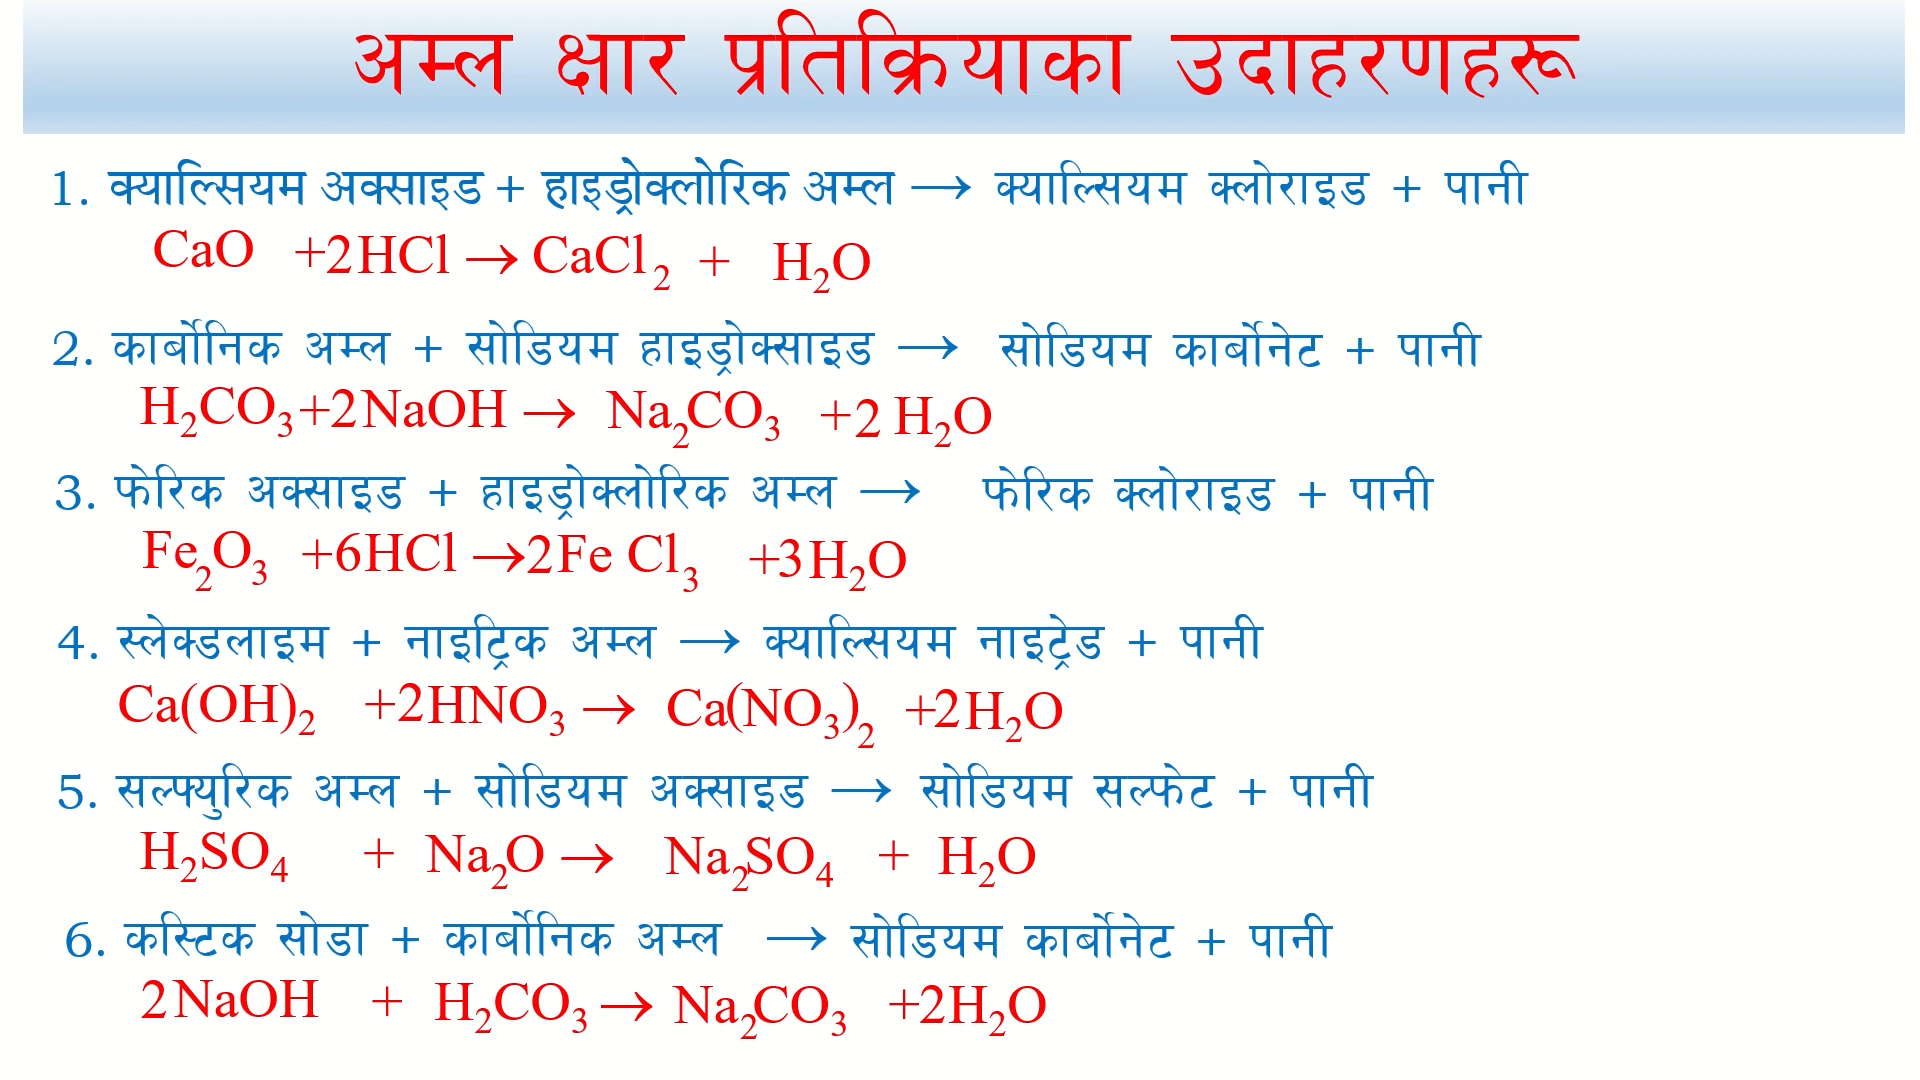 अम्ल क्षार प्रतिक्रियाका उदाहरणहरू
1. क्याल्सियम अक्साइड + हाइड्रोक्लोरिक अम्ल → क्याल्सियम क्लोराइड + पानी
CaO +2HCl → CaCl₂ + H₂O
2. कार्बोनिक अम्ल + सोडियम हाइड्रोक्साइड → सोडियम कार्बोनेट + पानी
H₂CO₃+2NaOH → Na₂CO₃ +2 H₂O
3. फेरिक अक्साइड + हाइड्रोक्लोरिक अम्ल → फेरिक क्लोराइड + पानी
Fe₂O₃ +6HCl →2Fe Cl₃ +3H₂O
4. स्लेक्डलाइम + नाइट्रिक अम्ल → क्याल्सियम नाइट्रेड + पानी
Ca(OH)₂ +2HNO₃ → Ca(NO₃)₂ +2H₂O
5. सल्फ्युरिक अम्ल + सोडियम अक्साइड → सोडियम सल्फेट + पानी
H₂SO₄ + Na₂O → Na₂SO₄ + H₂O
6. कस्टिक सोडा + कार्बोनिक अम्ल → सोडियम कार्बोनेट + पानी
2NaOH + H₂CO₃ → Na₂CO₃ +2H₂O